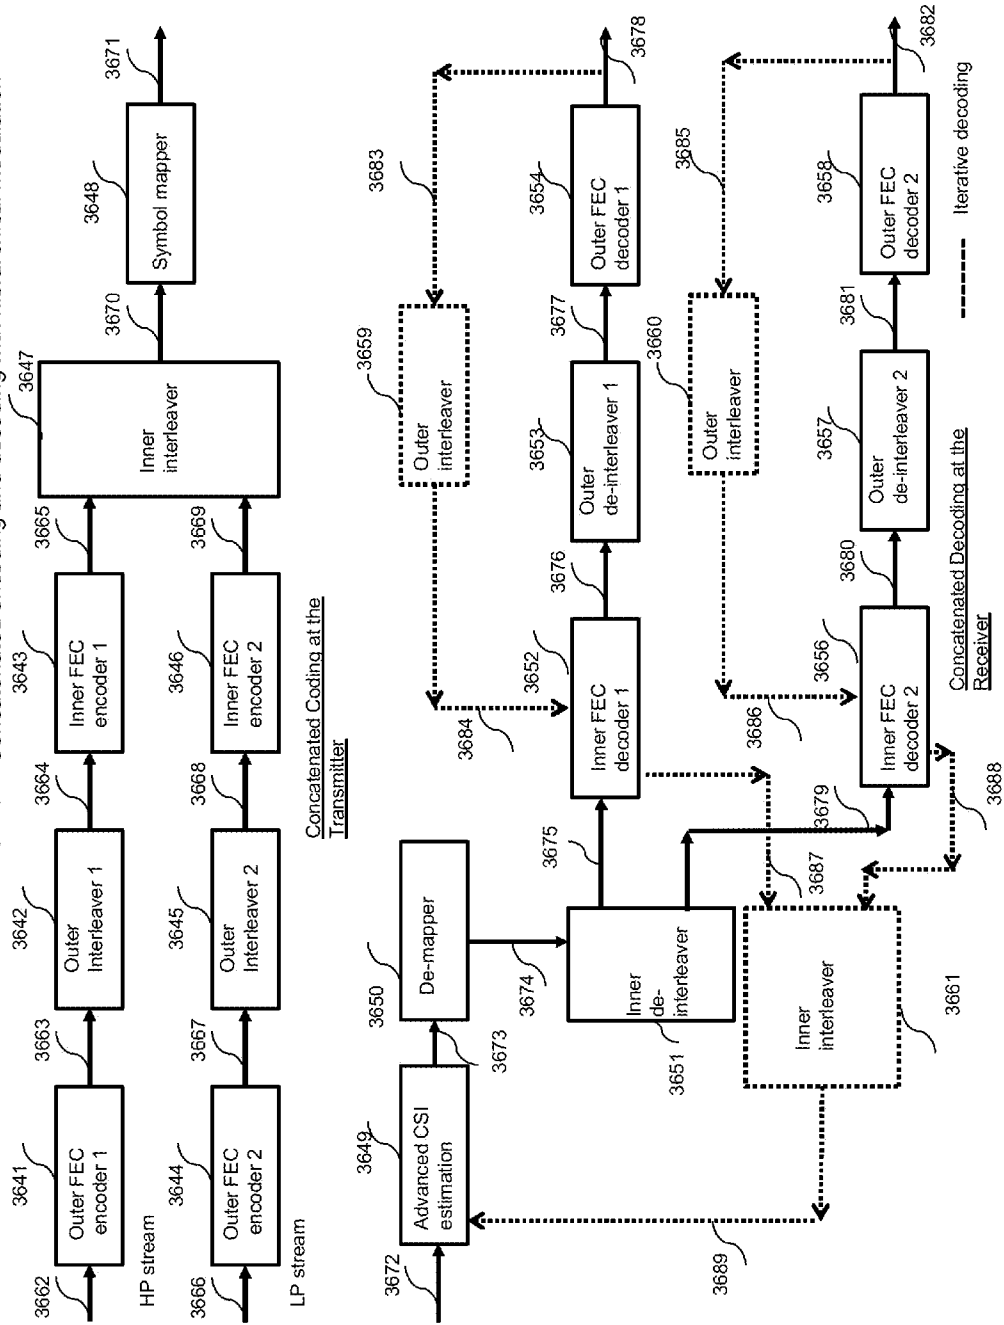 3662
3641
Outer FEC
encoder 1
3663
3642
Outer
Interleaver 1
3664
3643
Inner FEC
encoder 1
3665
3647
Inner
interleaver
3670
3648
Symbol mapper
3671
HP stream
3666
3644
Outer FEC
encoder 2
3667
3645
Outer
Interleaver 2
3668
3646
Inner FEC
encoder 2
3669
LP stream
Concatenated Coding at the
Transmitter
3672
3649
Advanced CSI
estimation
3673
3650
De-mapper
3674
3659
Outer
interleaver
3683
3684
3651
Inner
de-
interleaver
3675
3652
Inner FEC
decoder 1
3676
3653
Outer
de-interleaver 1
3677
3654
Outer FEC
decoder 1
3678
3689
3661
Inner
interleaver
3687
3660
Outer
interleaver
3685
3686
3679
3656
Inner FEC
decoder 2
3680
3657
Outer
de-interleaver 2
3681
3658
Outer FEC
decoder 2
3682
3688
Concatenated Decoding at the
Receiver
Iterative decoding